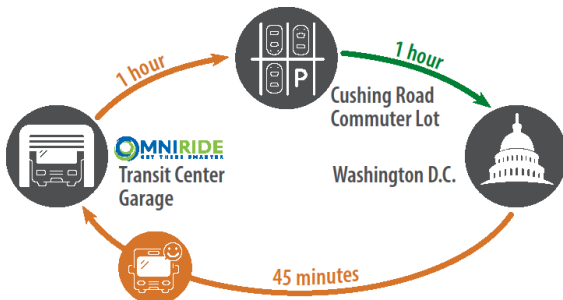 1 hour
1 hour
P
Cushing Road
Commuter Lot
OMNIRIDE
GET THERE SMARTER
Transit Center
Garage
Washington D.C.
45 minutes